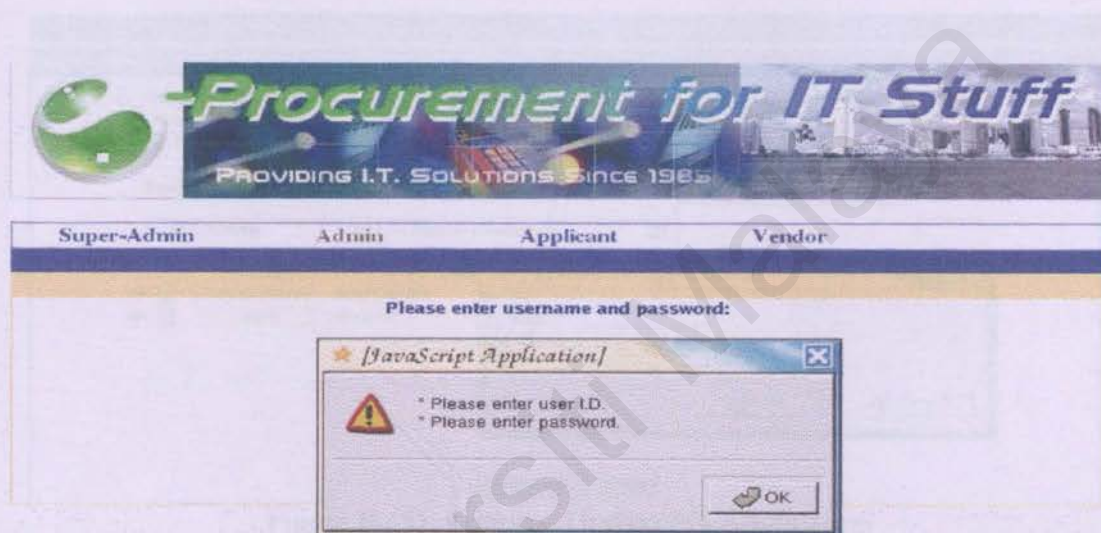 e-Procurement for IT Stuff
PROVIDING I.T. SOLUTIONS SINCE 1985
Super-Admin Admin Applicant Vendor
Please enter username and password:
[JavaScript Application]
* Please enter user I.D.
* Please enter password.
OK